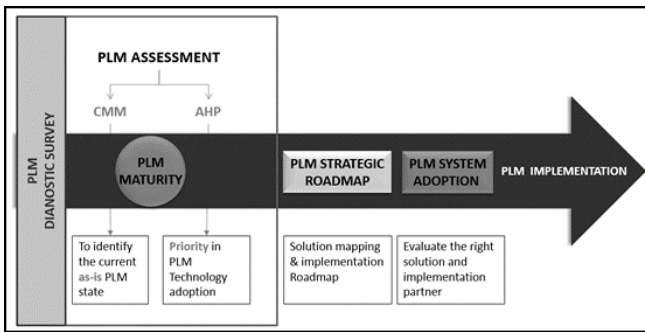 PLM
DIANOSTIC SURVEY
PLM ASSESSMENT
CMM
AHP
PLM
MATURITY
PLM STRATEGIC
ROADMAP
PLM SYSTEM
ADOPTION
PLM IMPLEMENTATION
To identify
the current
as-is PLM
state
Priority in
PLM
Technology
adoption
Solution mapping
& implementation
Roadmap
Evaluate the right
solution and
implementation
partner